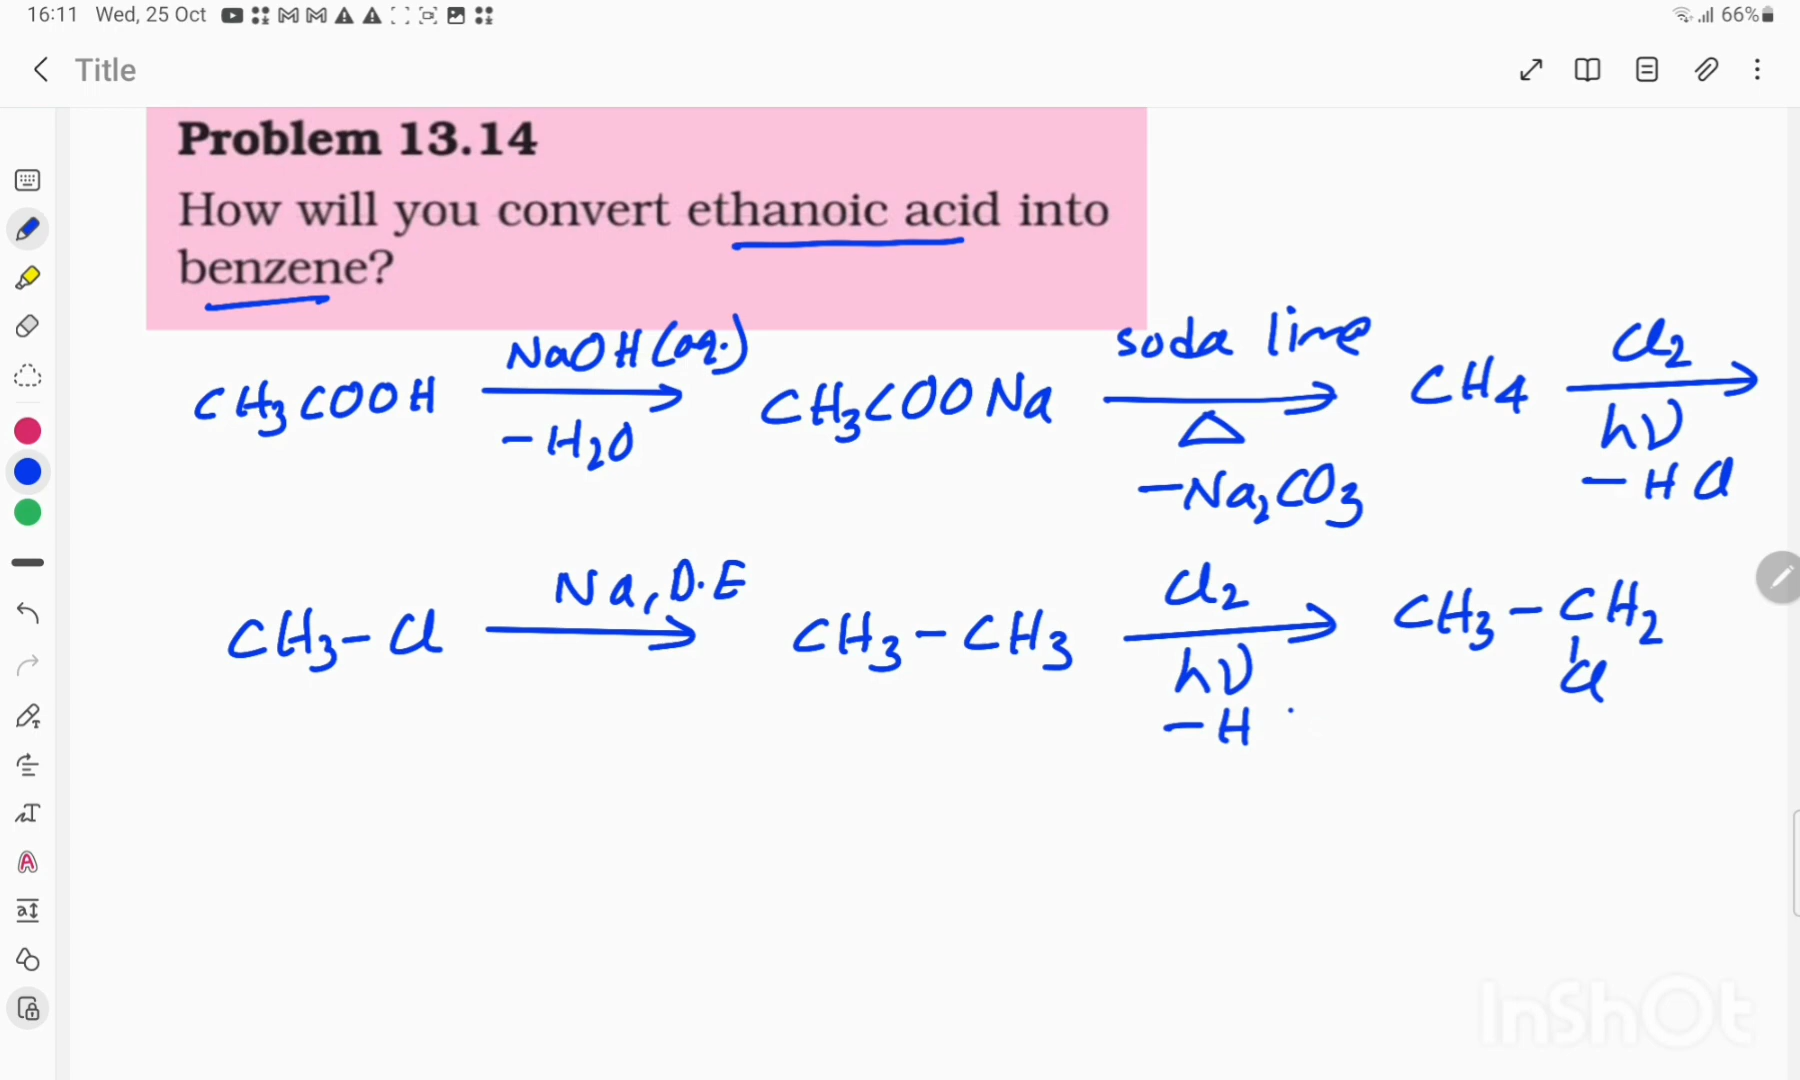 16:11 Wed, 25 Oct 66%
Title
Problem 13.14
How will you convert ethanoic acid into
benzene?
CH₃COOH NaOH (aq.) -H₂O CH₃COONa soda lime △ -Na₂CO₃ CH₄ Cl₂ hν -HCl
CH₃-Cl Na, D.E CH₃-CH₃ Cl₂ hν -H CH₃-CH₂ Cl
InShOt